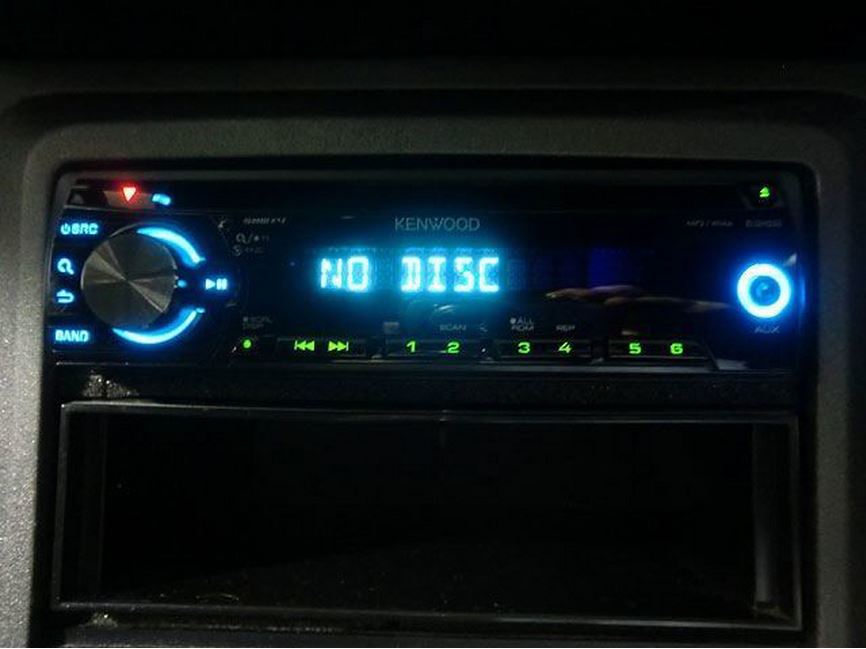 SRC
KENWOOD
NO DISC
BAND
AUX
SCAN
ALL
RDM
REP
1 2 3 4 5 6